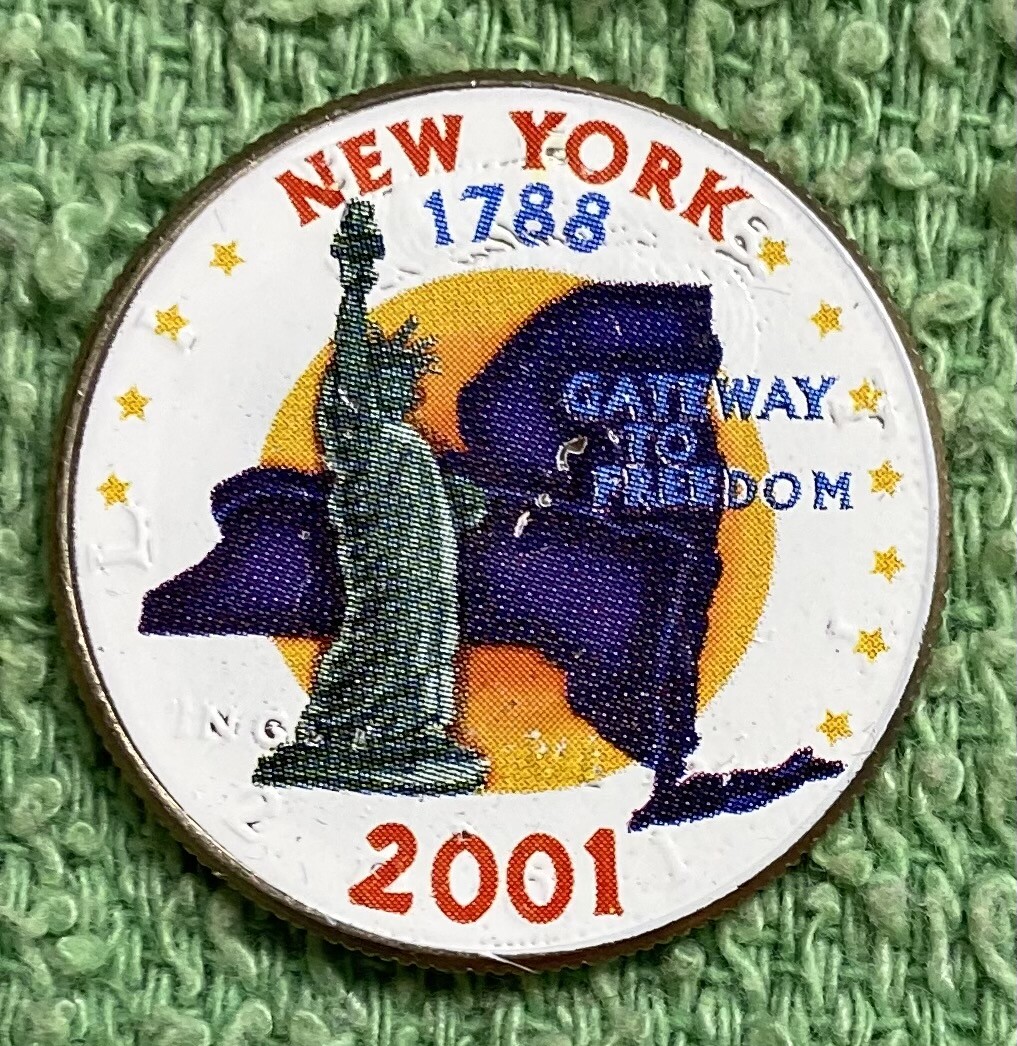 NEW YORK
1788
GATEWAY
TO
FREEDOM
2001